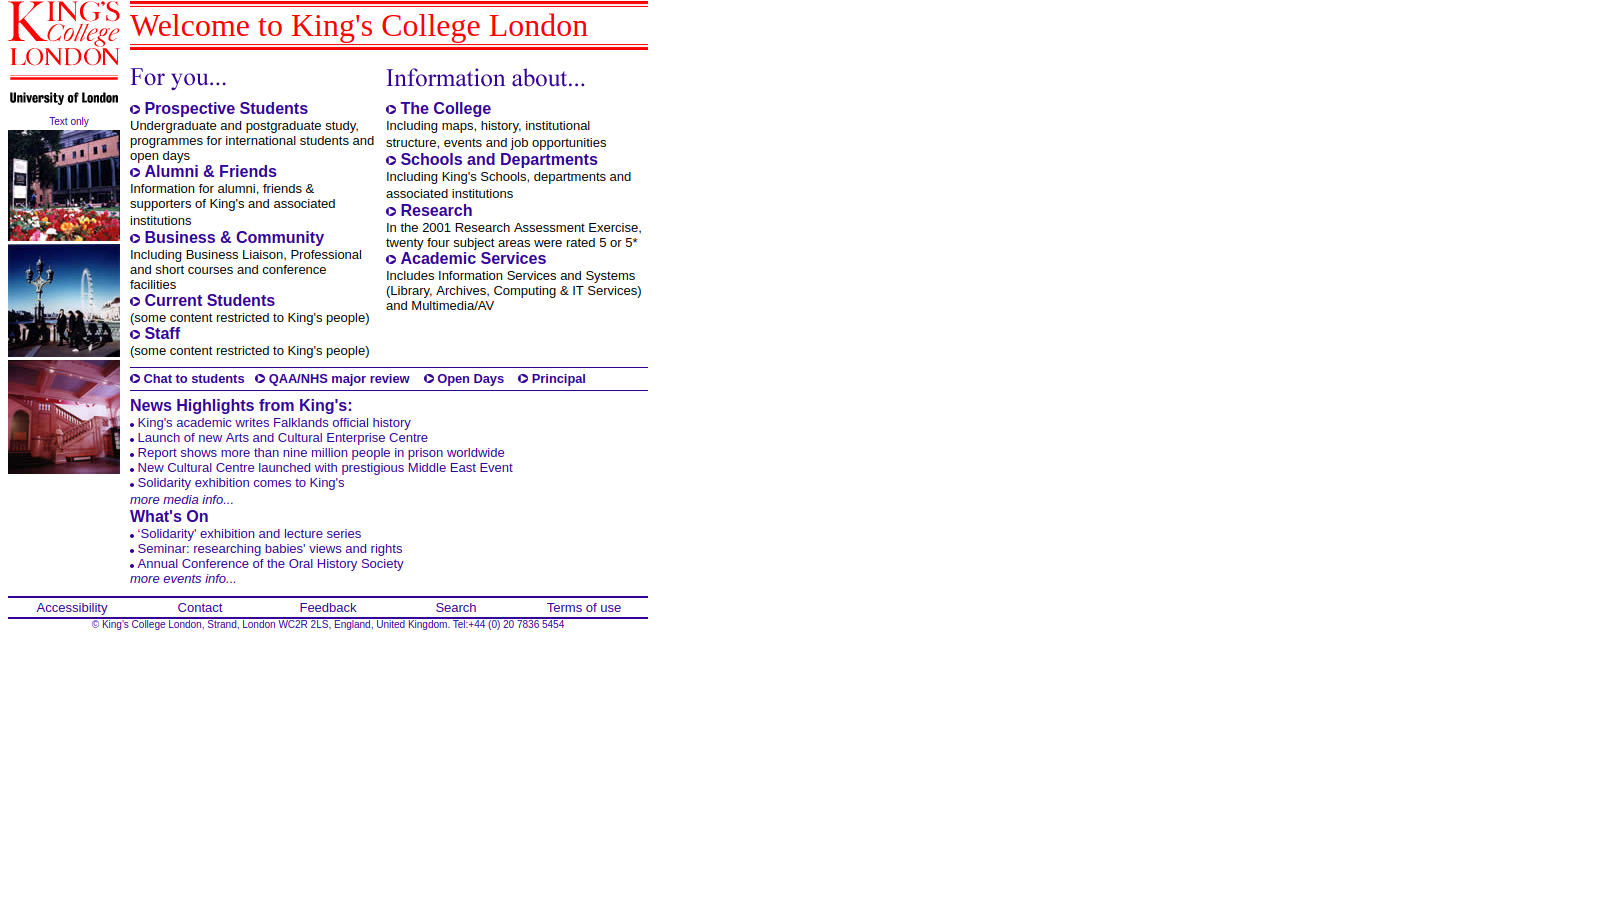 KING'S
College
LONDON
University of London
Text only
Welcome to King's College London
For you...
Prospective Students
Undergraduate and postgraduate study,
programmes for international students and
open days
Alumni & Friends
Information for alumni, friends &
supporters of King's and associated
institutions
Business & Community
Including Business Liaison, Professional
and short courses and conference
facilities
Current Students
(some content restricted to King's people)
Staff
(some content restricted to King's people)
Information about...
The College
Including maps, history, institutional
structure, events and job opportunities
Schools and Departments
Including King's Schools, departments and
associated institutions
Research
In the 2001 Research Assessment Exercise,
twenty four subject areas were rated 5 or 5*
Academic Services
Includes Information Services and Systems
(Library, Archives, Computing & IT Services)
and Multimedia/AV
Chat to students QAA/NHS major review Open Days Principal
News Highlights from King's:
King's academic writes Falklands official history
Launch of new Arts and Cultural Enterprise Centre
Report shows more than nine million people in prison worldwide
New Cultural Centre launched with prestigious Middle East Event
Solidarity exhibition comes to King's
more media info...
What's On
'Solidarity' exhibition and lecture series
Seminar: researching babies' views and rights
Annual Conference of the Oral History Society
more events info...
Accessibility Contact Feedback Search Terms of use
© King's College London, Strand, London WC2R 2LS, England, United Kingdom. Tel:+44 (0) 20 7836 5454